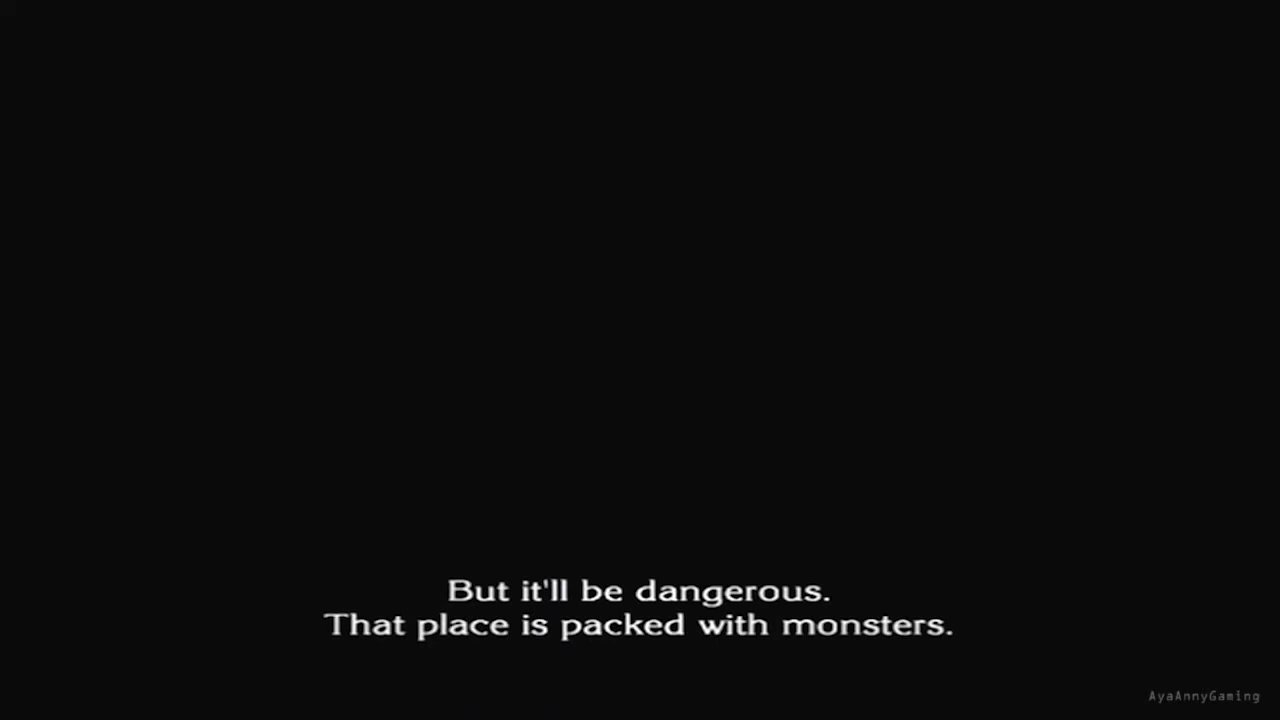 But it'll be dangerous.
That place is packed with monsters.
AyaAnnyGaming